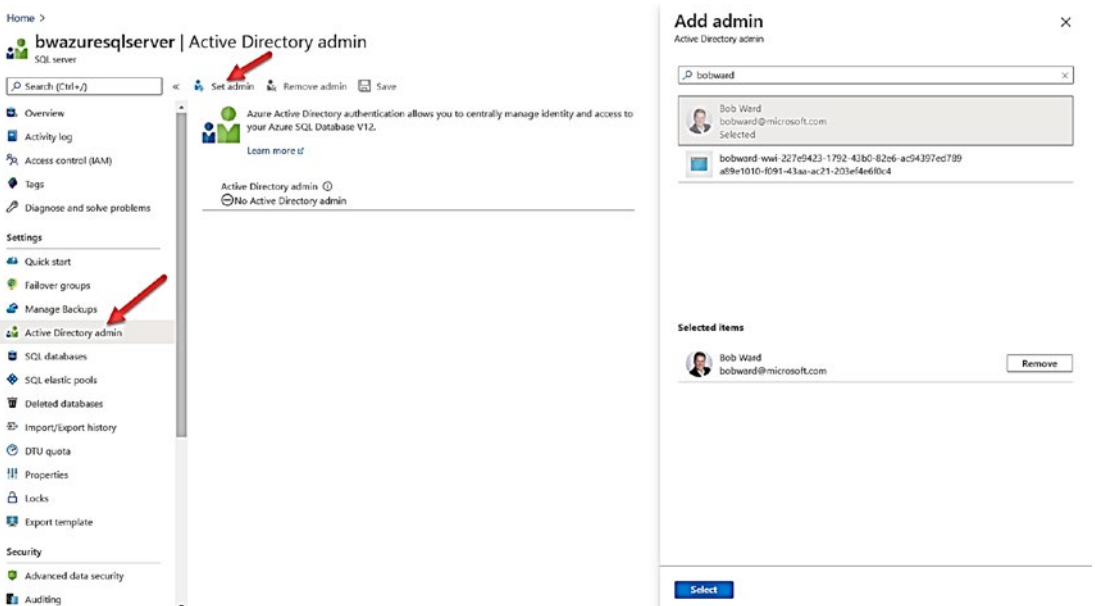 Home >
bwazuresqlserver | Active Directory admin
SQL server
Search (Ctrl+/)
«
Overview
Activity log
Access control (IAM)
Tags
Diagnose and solve problems
Settings
Quick start
Failover groups
Manage Backups
Active Directory admin
SQL databases
SQL elastic pools
Deleted databases
Import/Export history
DTU quota
Properties
Locks
Export template
Security
Advanced data security
Auditing
Set admin
Remove admin
Save
Azure Active Directory authentication allows you to centrally manage identity and access to
your Azure SQL Database V12.
Learn more
Active Directory admin
No Active Directory admin
Add admin
Active Directory admin
bobward
Bob Ward
bobward@microsoft.com
Selected
bobward-wwi-227e9423-1792-43b0-82e6-ac94397ed789
a89e1010-f091-43aa-ac21-203ef4e6f0c4
Selected items
Bob Ward
bobward@microsoft.com
Remove
Select